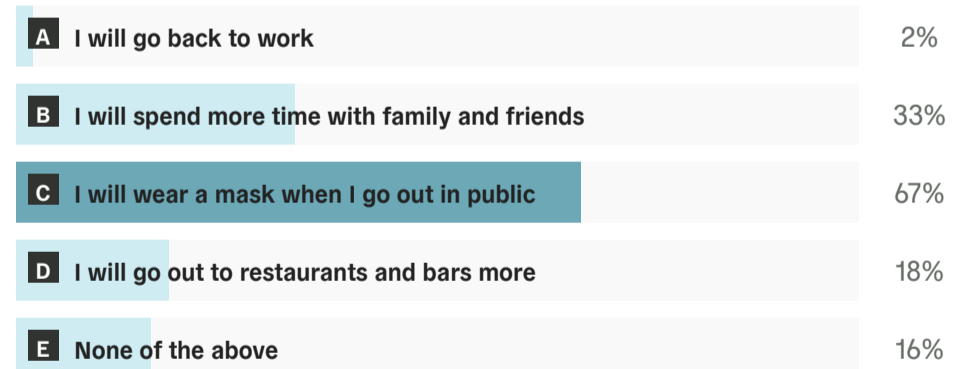 A I will go back to work 2%
B I will spend more time with family and friends 33%
C I will wear a mask when I go out in public 67%
D I will go out to restaurants and bars more 18%
E None of the above 16%